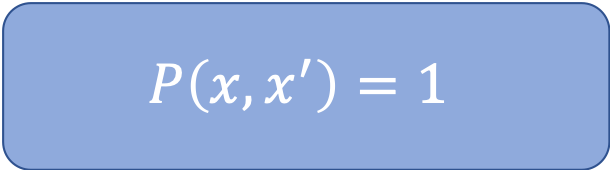 P(x, x′) = 1